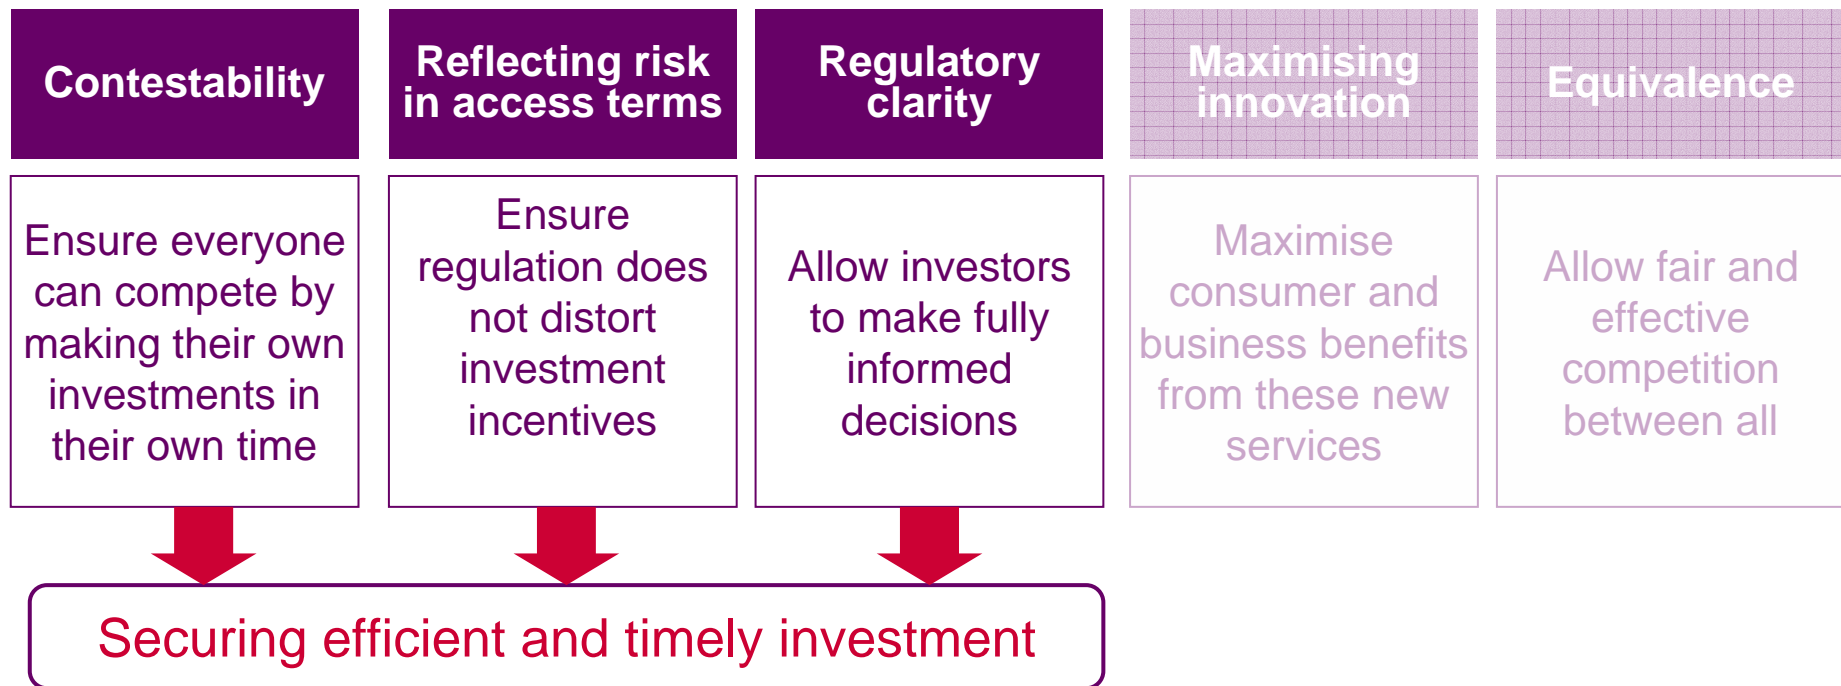 Contestability
Reflecting risk
in access terms
Regulatory
clarity
Maximising
innovation
Equivalence
Ensure everyone
can compete by
making their own
investments in
their own time
Ensure
regulation does
not distort
investment
incentives
Allow investors
to make fully
informed
decisions
Maximise
consumer and
business benefits
from these new
services
Allow fair and
effective
competition
between all
Securing efficient and timely investment